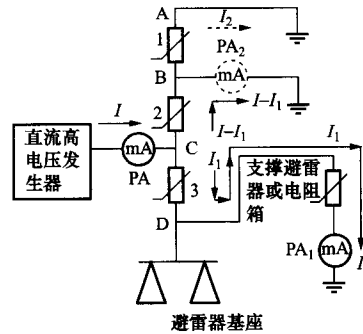 A
I₂
1
PA₂
B
mA
I
2
I—I₁
I—I₁
直流高
电压发
生器
mA
PA
C
I₁
I₁
3
支撑避雷
器或电阻
箱
D
PA₁
mA
避雷器基座